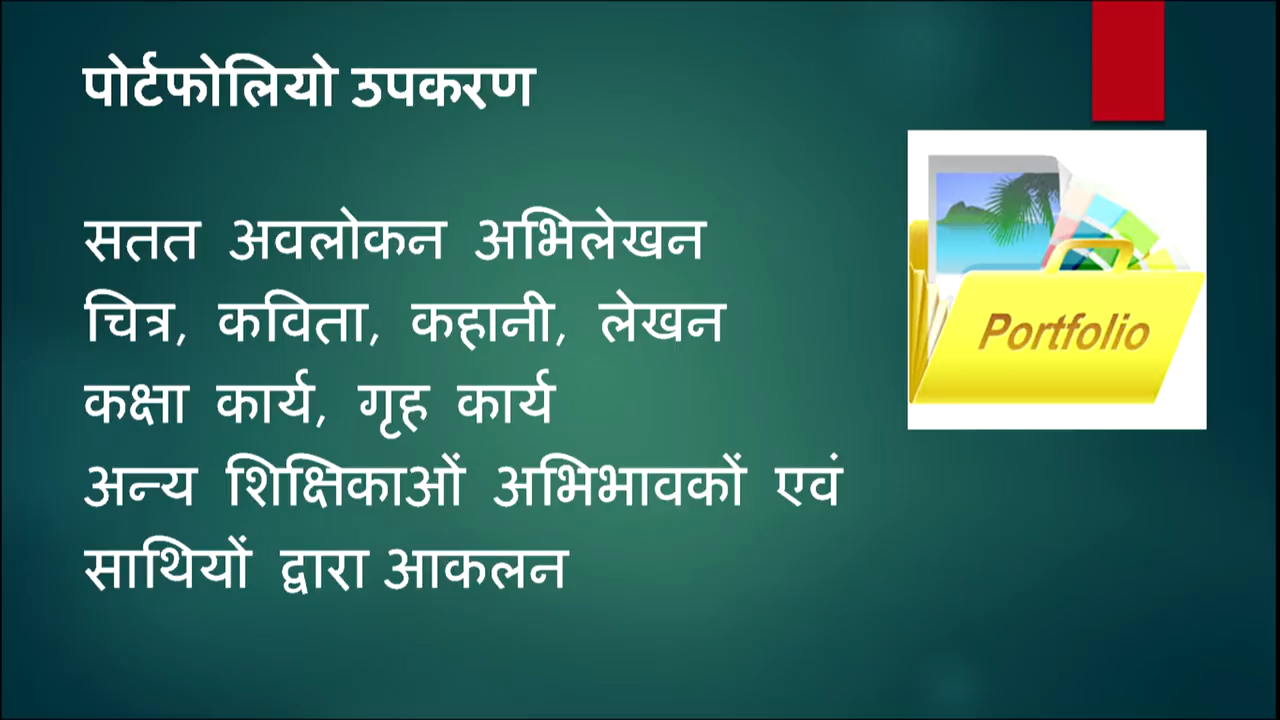 पोर्टफोलियो उपकरण
सतत अवलोकन अभिलेखन
चित्र, कविता, कहानी, लेखन
कक्षा कार्य, गृह कार्य
अन्य शिक्षिकाओं अभिभावकों एवं
साथियों द्वारा आकलन
Portfolio